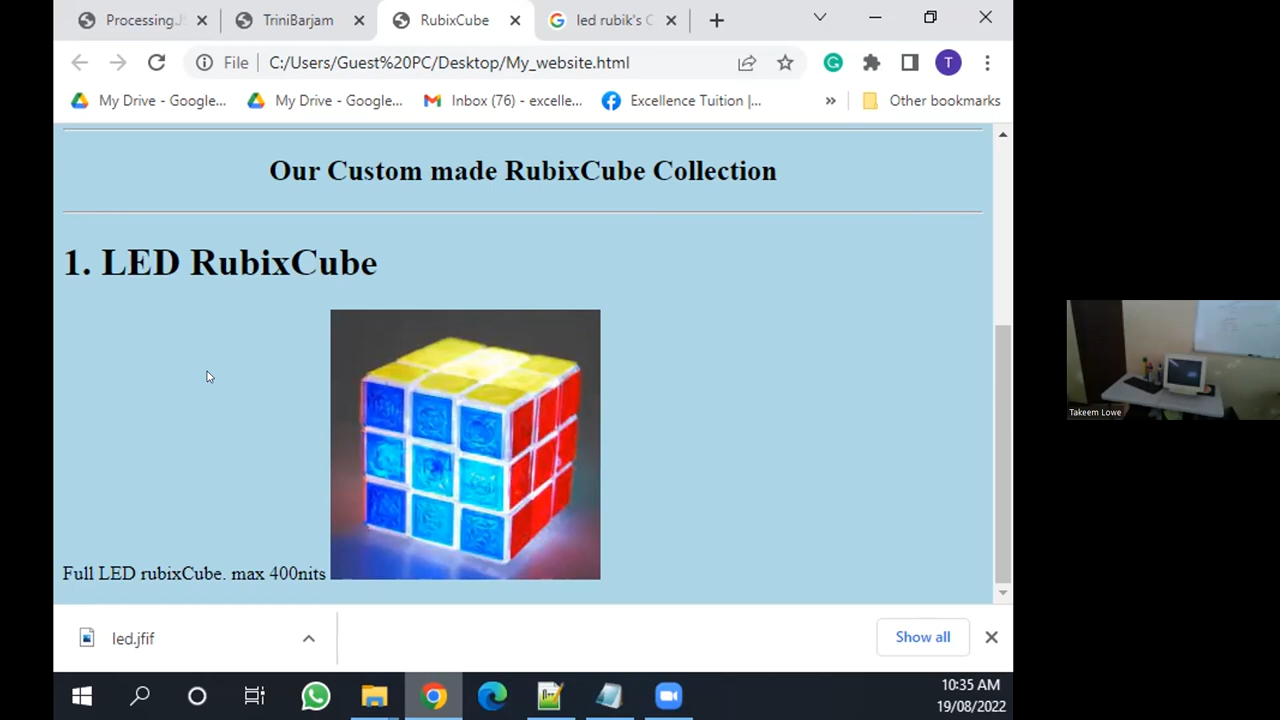 Processing.J
TriniBarjam
RubixCube
led rubik's C
File
C:/Users/Guest%20PC/Desktop/My_website.html
T
My Drive - Google...
My Drive - Google...
Inbox (76) - excelle...
Excellence Tuition |...
»
Other bookmarks
Our Custom made RubixCube Collection
1. LED RubixCube
Full LED rubixCube. max 400nits
led.jfif
Show all
10:35 AM
19/08/2022
Takeem Lowe